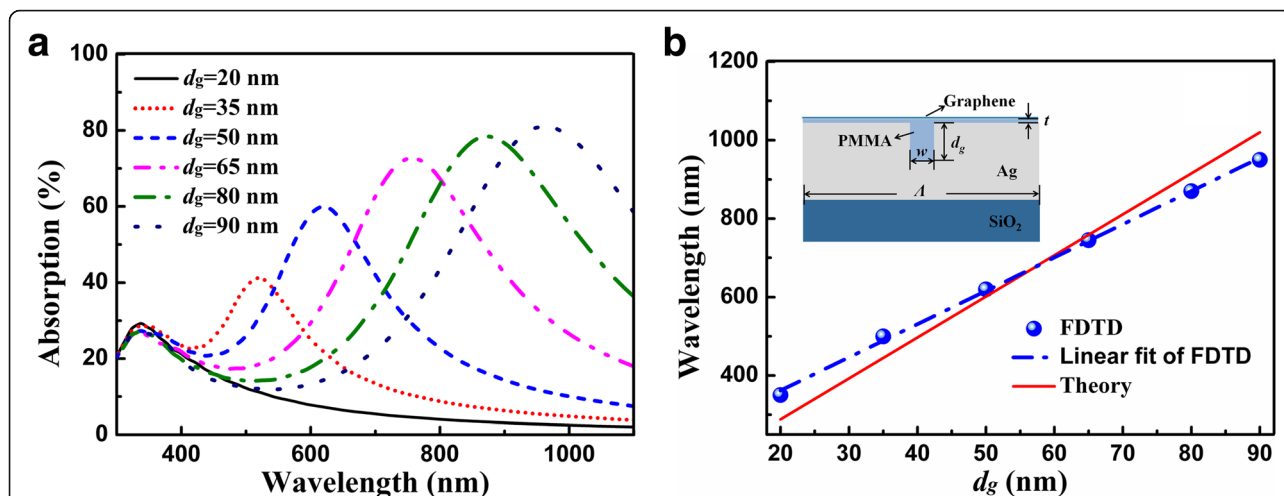 a
100
80
60
40
20
0
Absorption (%)
dg=20 nm
dg=35 nm
dg=50 nm
dg=65 nm
dg=80 nm
dg=90 nm
400
600
800
1000
Wavelength (nm)
b
1200
1000
800
600
400
Wavelength (nm)
Graphene
t
PMMA
w
dg
Ag
Λ
SiO2
FDTD
Linear fit of FDTD
Theory
20
30
40
50
60
70
80
90
dg (nm)